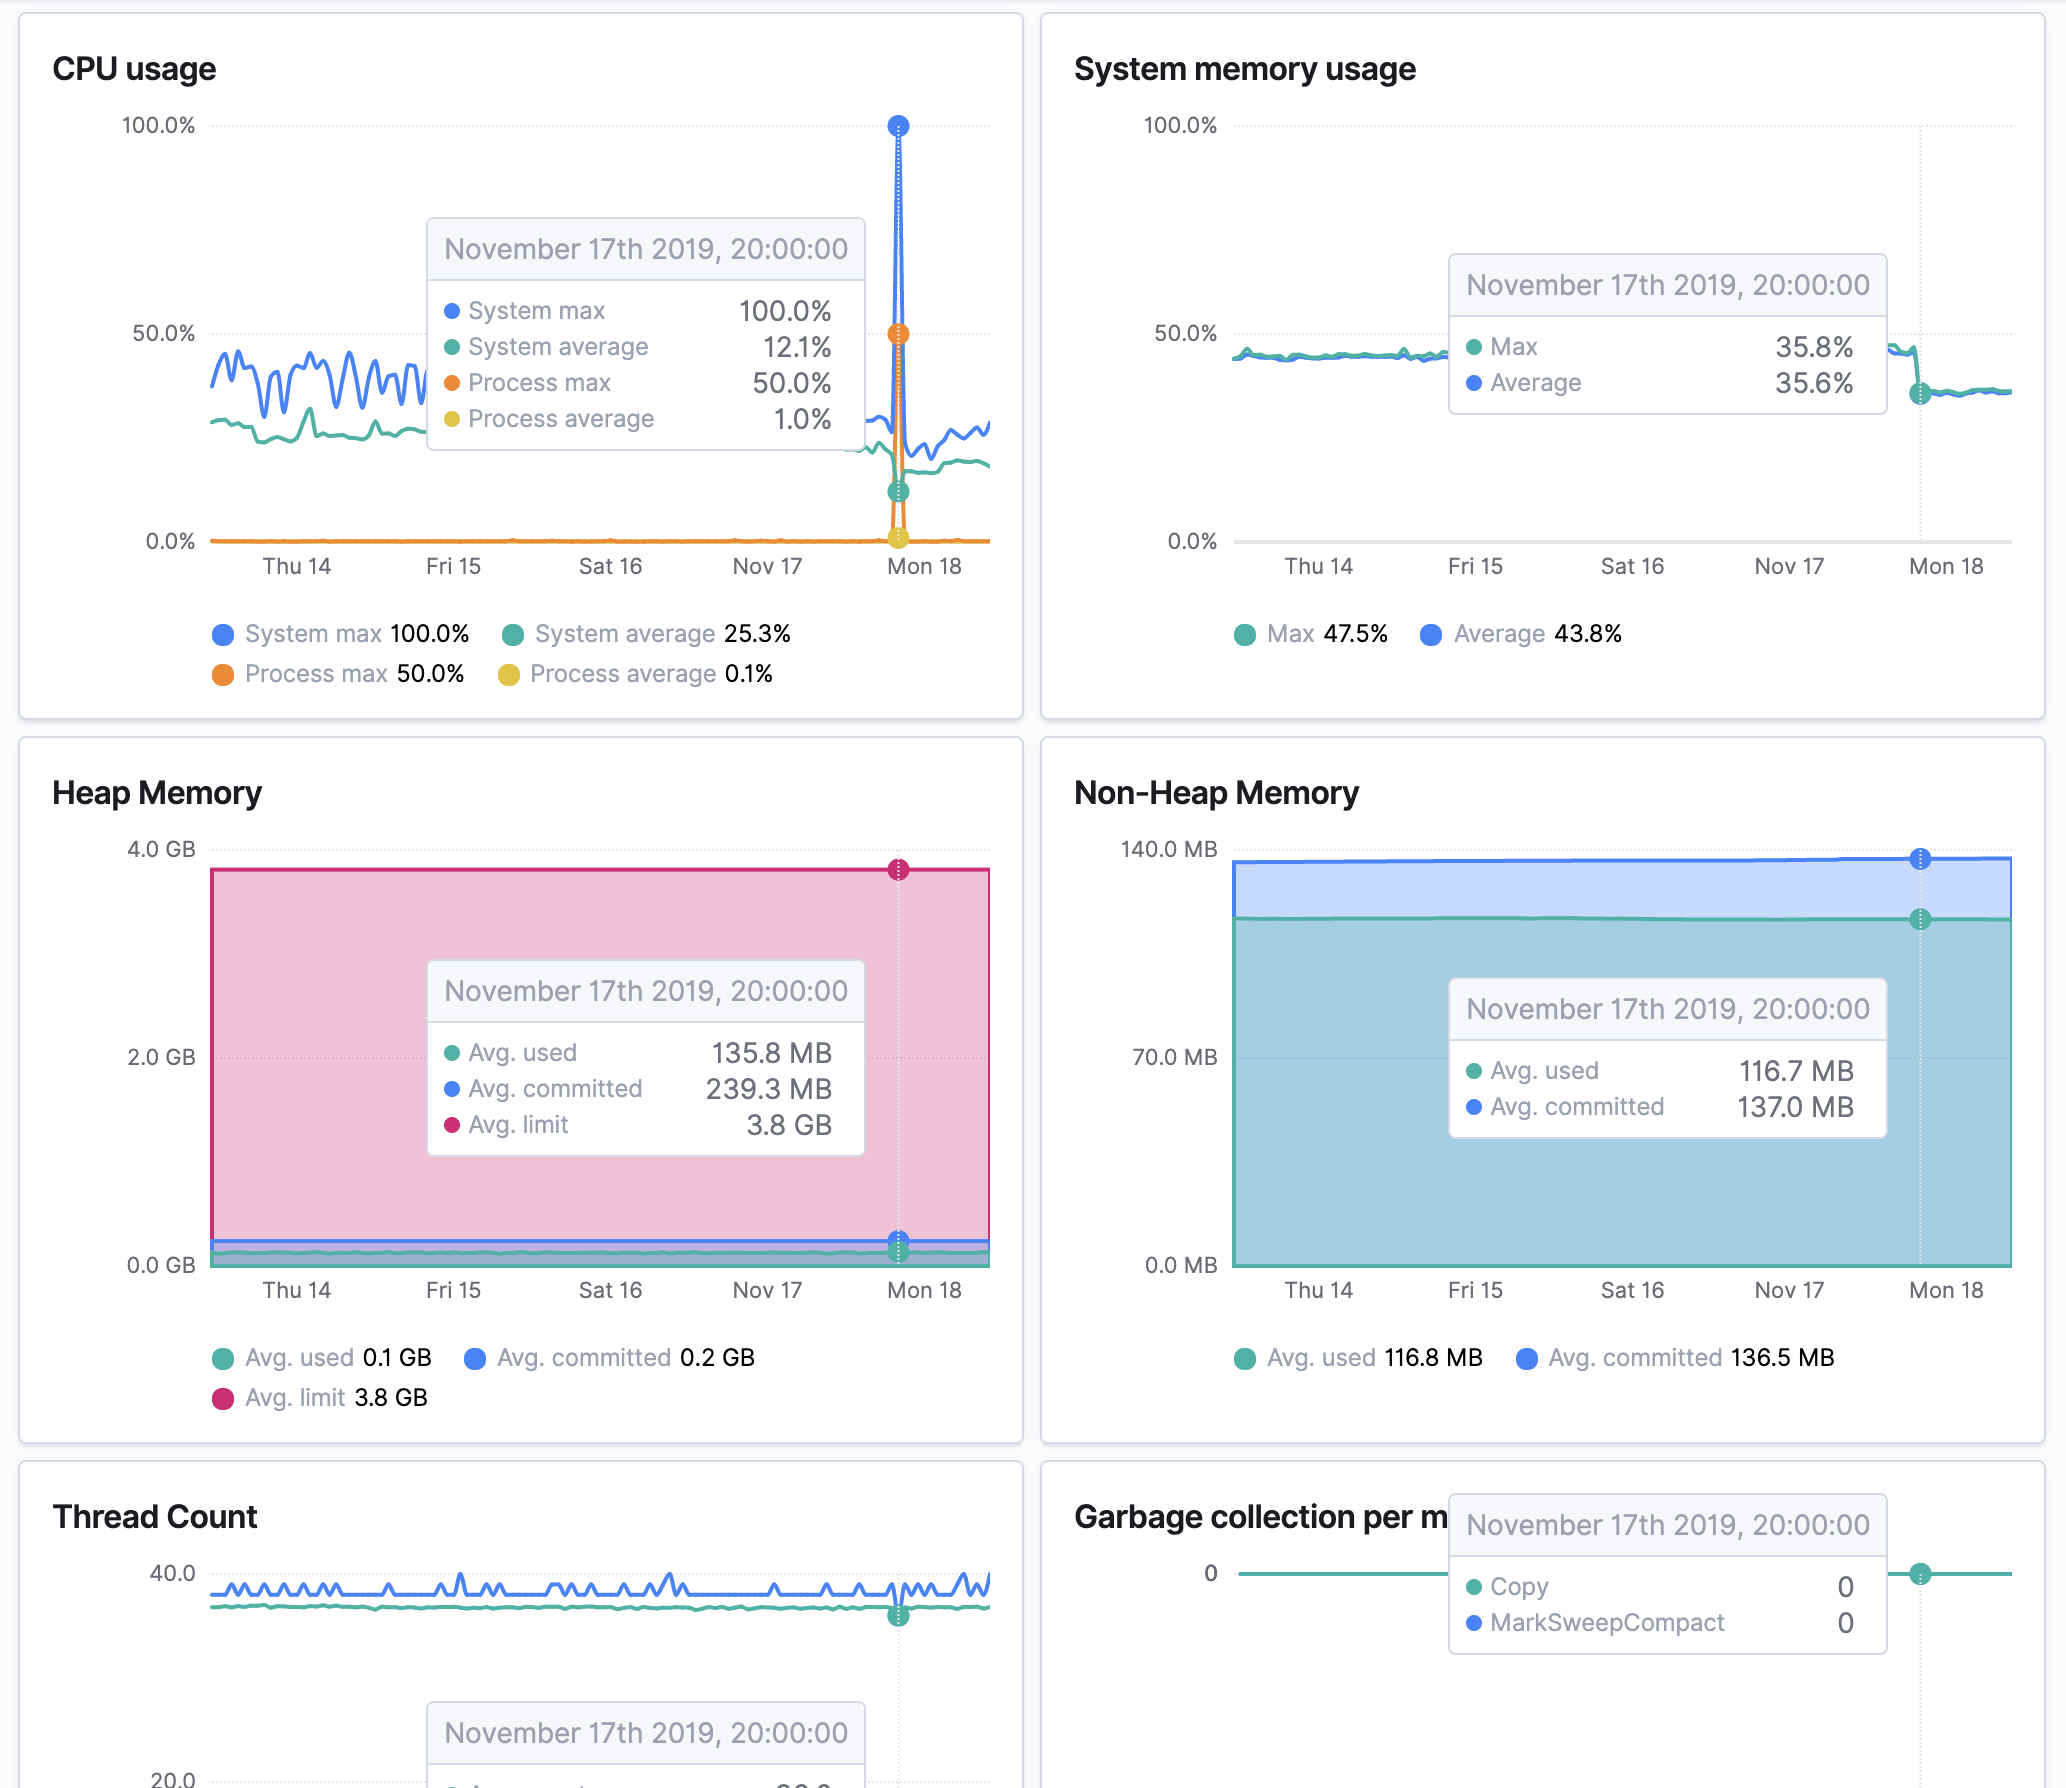 CPU usage
100.0%
50.0%
0.0%
November 17th 2019, 20:00:00
System max 100.0%
System average 12.1%
Process max 50.0%
Process average 1.0%
Thu 14 Fri 15 Sat 16 Nov 17 Mon 18
System max 100.0% System average 25.3%
Process max 50.0% Process average 0.1%
System memory usage
100.0%
50.0%
0.0%
November 17th 2019, 20:00:00
Max 35.8%
Average 35.6%
Thu 14 Fri 15 Sat 16 Nov 17 Mon 18
Max 47.5% Average 43.8%
Heap Memory
4.0 GB
2.0 GB
0.0 GB
November 17th 2019, 20:00:00
Avg. used 135.8 MB
Avg. committed 239.3 MB
Avg. limit 3.8 GB
Thu 14 Fri 15 Sat 16 Nov 17 Mon 18
Avg. used 0.1 GB Avg. committed 0.2 GB
Avg. limit 3.8 GB
Non-Heap Memory
140.0 MB
70.0 MB
0.0 MB
November 17th 2019, 20:00:00
Avg. used 116.7 MB
Avg. committed 137.0 MB
Thu 14 Fri 15 Sat 16 Nov 17 Mon 18
Avg. used 116.8 MB Avg. committed 136.5 MB
Thread Count
40.0
20.0
November 17th 2019, 20:00:00
Garbage collection per m
0
November 17th 2019, 20:00:00
Copy 0
MarkSweepCompact 0